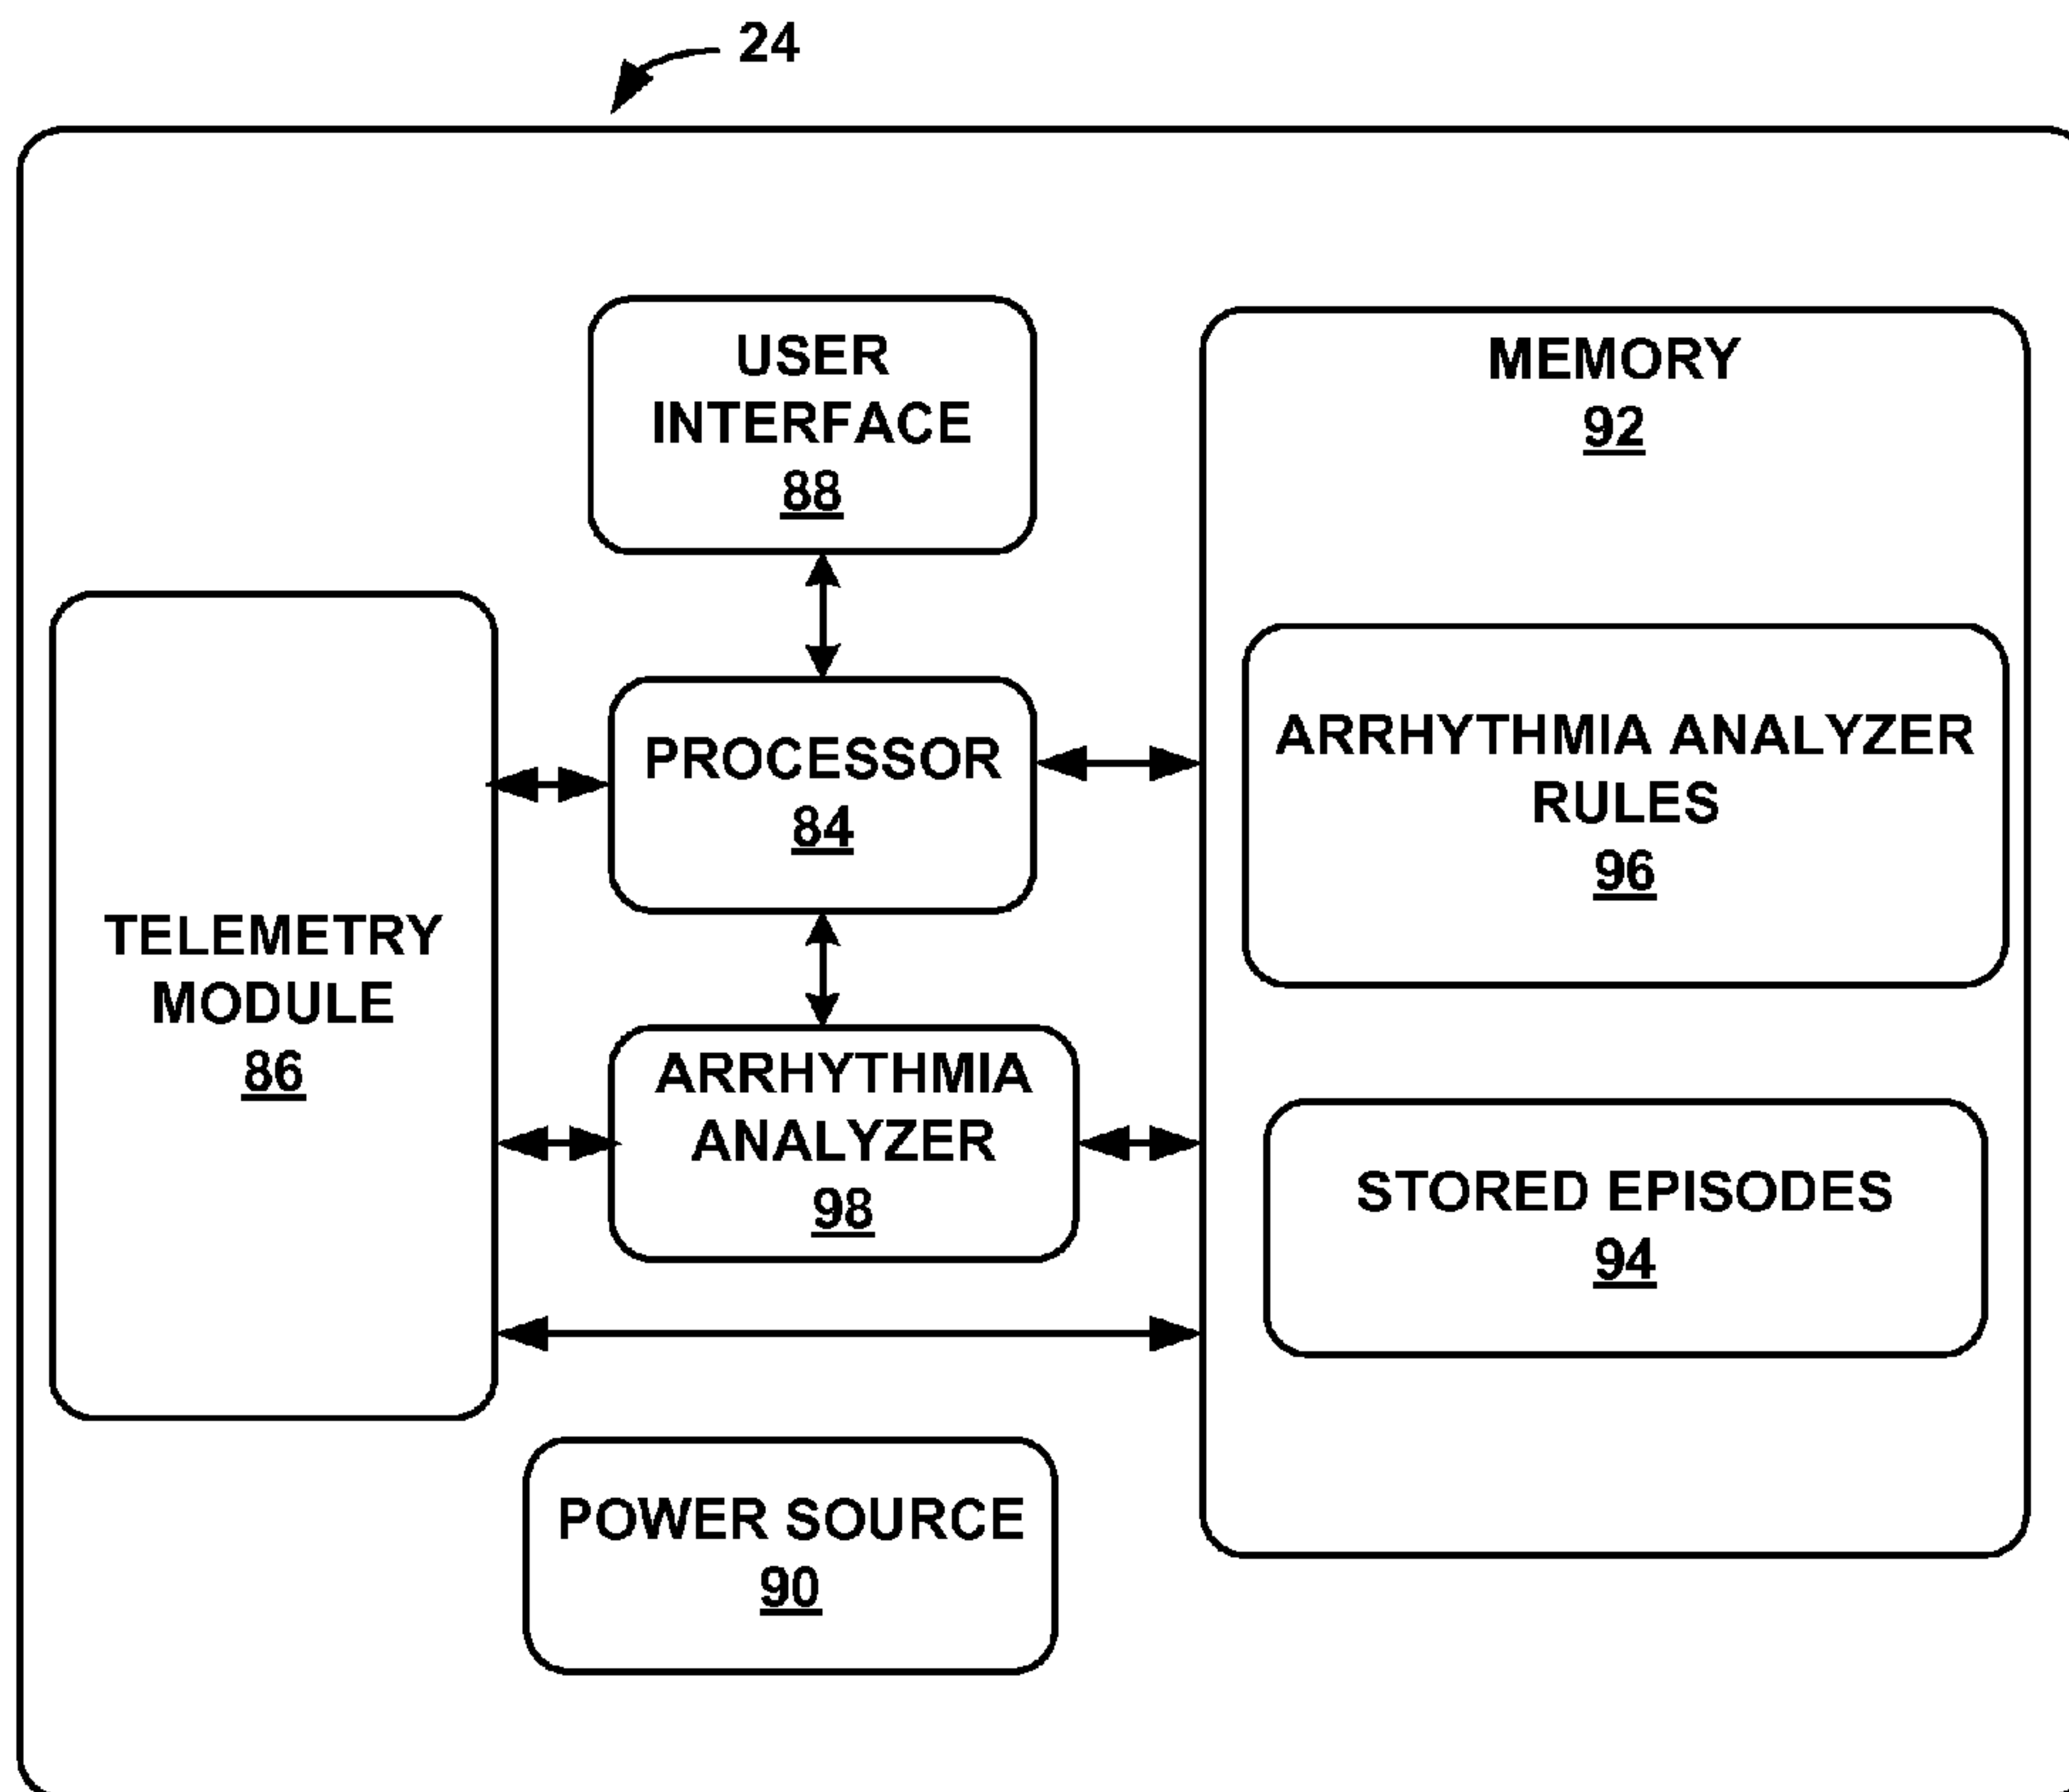 24
USER
INTERFACE
88
MEMORY
92
PROCESSOR
84
ARRHYTHMIA ANALYZER
RULES
96
TELEMETRY
MODULE
86
ARRHYTHMIA
ANALYZER
98
STORED EPISODES
94
POWER SOURCE
90